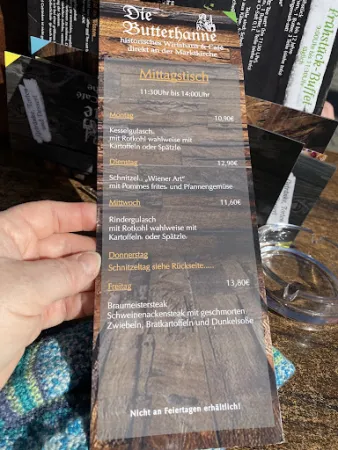 Die
Butterhanne
historisches Wirtshaus & Café
direkt an der Marktkirche
Mittagstisch
11:30Uhr bis 14:00Uhr
Montag 10,90€
Kesselgulasch,
mit Rotkohl wahlweise mit
Kartoffeln oder Spätzle.
Dienstag 12,90€
Schnitzel, „Wiener Art“
mit Pommes frites, und Pfannengemüse
Mittwoch 11,60€
Rindergulasch
mit Rotkohl wahlweise mit
Kartoffeln, oder Spätzle.
Donnerstag
Schnitzeltag siehe Rückseite.....
Freitag 13,80€
Braumeistersteak,
Schweinenackensteak mit geschmorten
Zwiebeln, Bratkartoffeln und Dunkelsoße
Nicht an Feiertagen erhältlich!
Frühstücks-Buffet